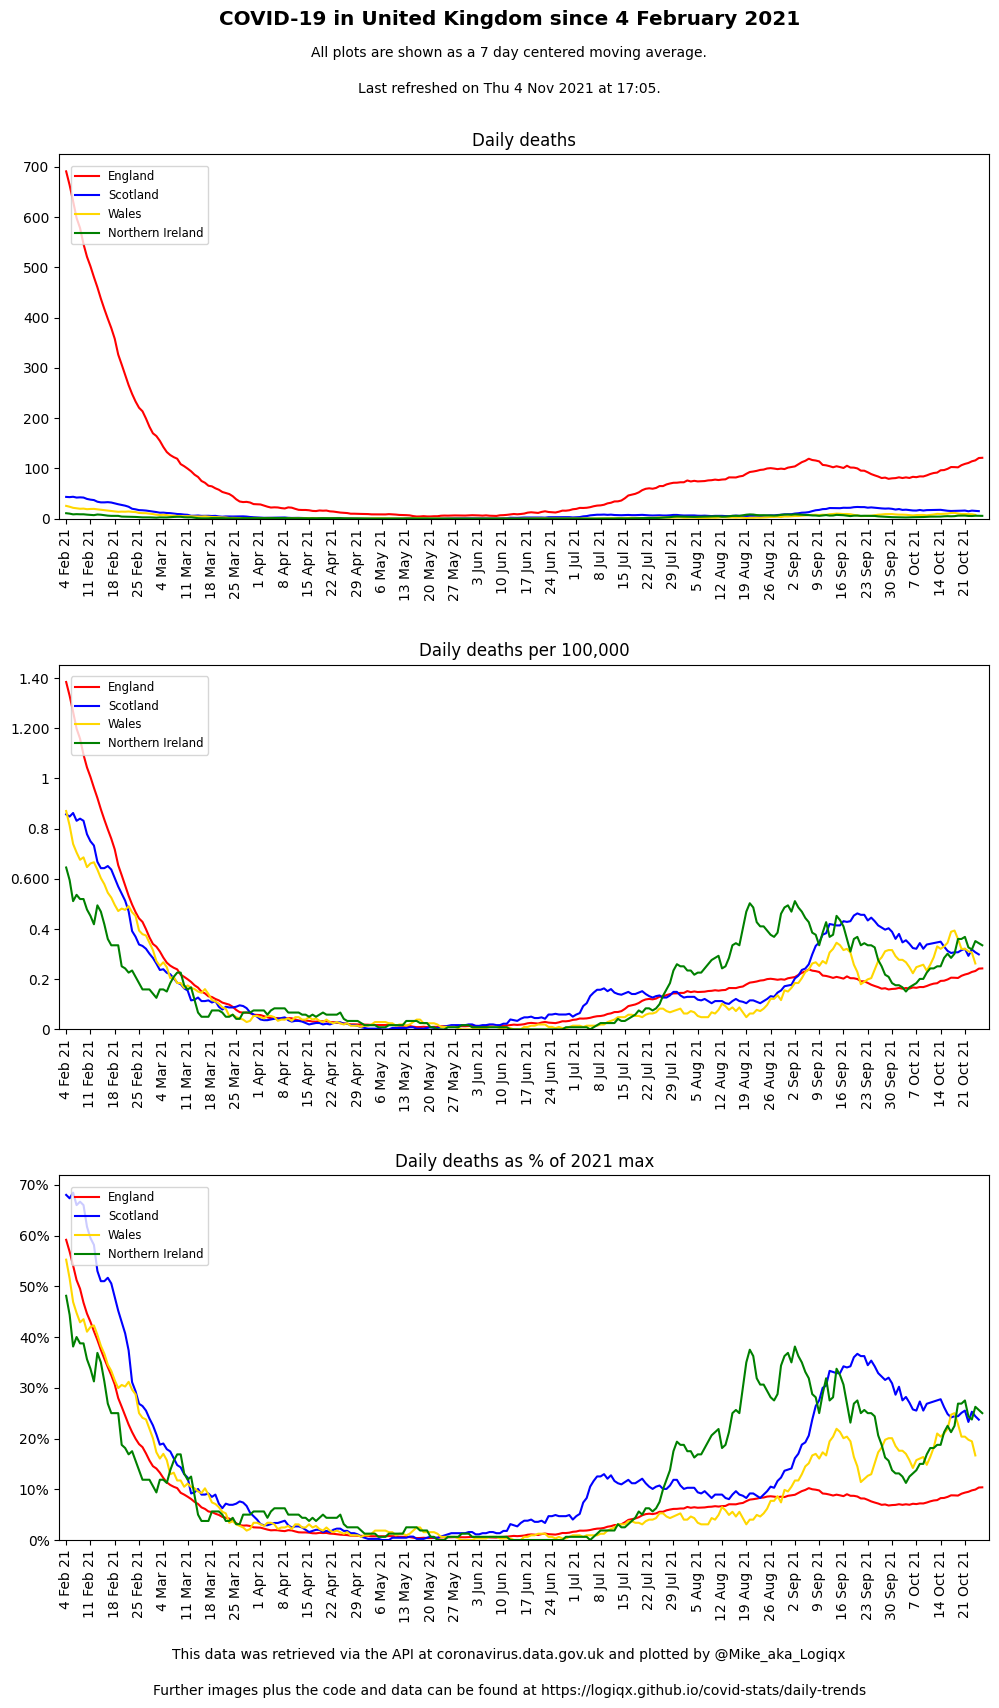 COVID-19 in United Kingdom since 4 February 2021
All plots are shown as a 7 day centered moving average.
Last refreshed on Thu 4 Nov 2021 at 17:05.
Daily deaths
700
600
500
400
300
200
100
0
England
Scotland
Wales
Northern Ireland
4 Feb 21
11 Feb 21
18 Feb 21
25 Feb 21
4 Mar 21
11 Mar 21
18 Mar 21
25 Mar 21
1 Apr 21
8 Apr 21
15 Apr 21
22 Apr 21
29 Apr 21
6 May 21
13 May 21
20 May 21
27 May 21
3 Jun 21
10 Jun 21
17 Jun 21
24 Jun 21
1 Jul 21
8 Jul 21
15 Jul 21
22 Jul 21
29 Jul 21
5 Aug 21
12 Aug 21
19 Aug 21
26 Aug 21
2 Sep 21
9 Sep 21
16 Sep 21
23 Sep 21
30 Sep 21
7 Oct 21
14 Oct 21
21 Oct 21
Daily deaths per 100,000
1.40
1.200
1
0.8
0.600
0.4
0.2
0
England
Scotland
Wales
Northern Ireland
4 Feb 21
11 Feb 21
18 Feb 21
25 Feb 21
4 Mar 21
11 Mar 21
18 Mar 21
25 Mar 21
1 Apr 21
8 Apr 21
15 Apr 21
22 Apr 21
29 Apr 21
6 May 21
13 May 21
20 May 21
27 May 21
3 Jun 21
10 Jun 21
17 Jun 21
24 Jun 21
1 Jul 21
8 Jul 21
15 Jul 21
22 Jul 21
29 Jul 21
5 Aug 21
12 Aug 21
19 Aug 21
26 Aug 21
2 Sep 21
9 Sep 21
16 Sep 21
23 Sep 21
30 Sep 21
7 Oct 21
14 Oct 21
21 Oct 21
Daily deaths as % of 2021 max
70%
60%
50%
40%
30%
20%
10%
0%
England
Scotland
Wales
Northern Ireland
4 Feb 21
11 Feb 21
18 Feb 21
25 Feb 21
4 Mar 21
11 Mar 21
18 Mar 21
25 Mar 21
1 Apr 21
8 Apr 21
15 Apr 21
22 Apr 21
29 Apr 21
6 May 21
13 May 21
20 May 21
27 May 21
3 Jun 21
10 Jun 21
17 Jun 21
24 Jun 21
1 Jul 21
8 Jul 21
15 Jul 21
22 Jul 21
29 Jul 21
5 Aug 21
12 Aug 21
19 Aug 21
26 Aug 21
2 Sep 21
9 Sep 21
16 Sep 21
23 Sep 21
30 Sep 21
7 Oct 21
14 Oct 21
21 Oct 21
This data was retrieved via the API at coronavirus.data.gov.uk and plotted by @Mike_aka_Logiqx
Further images plus the code and data can be found at https://logiqx.github.io/covid-stats/daily-trends